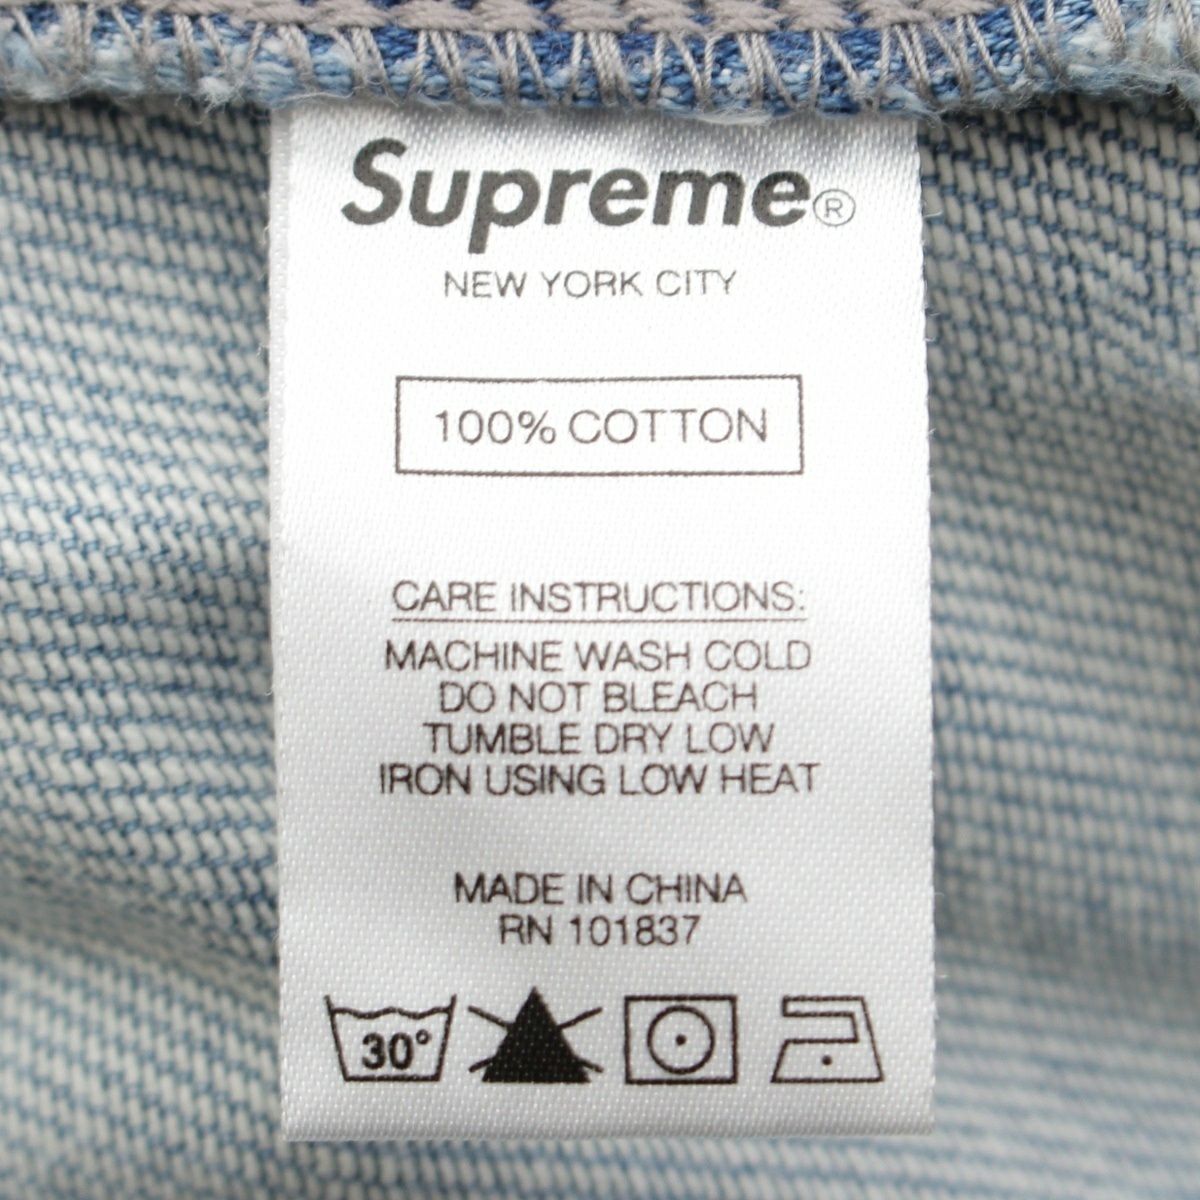 Supreme®
NEW YORK CITY
100% COTTON
CARE INSTRUCTIONS:
MACHINE WASH COLD
DO NOT BLEACH
TUMBLE DRY LOW
IRON USING LOW HEAT
MADE IN CHINA
RN 101837
30°